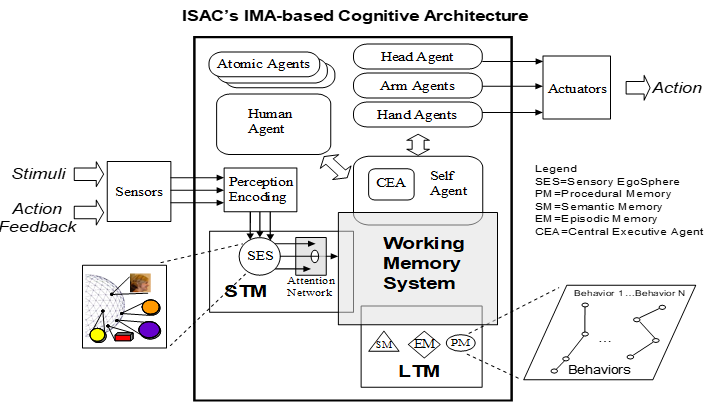 ISAC's IMA-based Cognitive Architecture
Atomic Agents
Head Agent
Arm Agents
Hand Agents
Actuators
Action
Human
Agent
Stimuli
Action
Feedback
Sensors
Perception
Encoding
CEA
Self
Agent
Legend
SES=Sensory EgoSphere
PM=Procedural Memory
SM=Semantic Memory
EM=Episodic Memory
CEA=Central Executive Agent
SES
Attention
Network
STM
Working
Memory
System
SM
EM
PM
LTM
Behavior 1 ...Behavior N
...
Behaviors